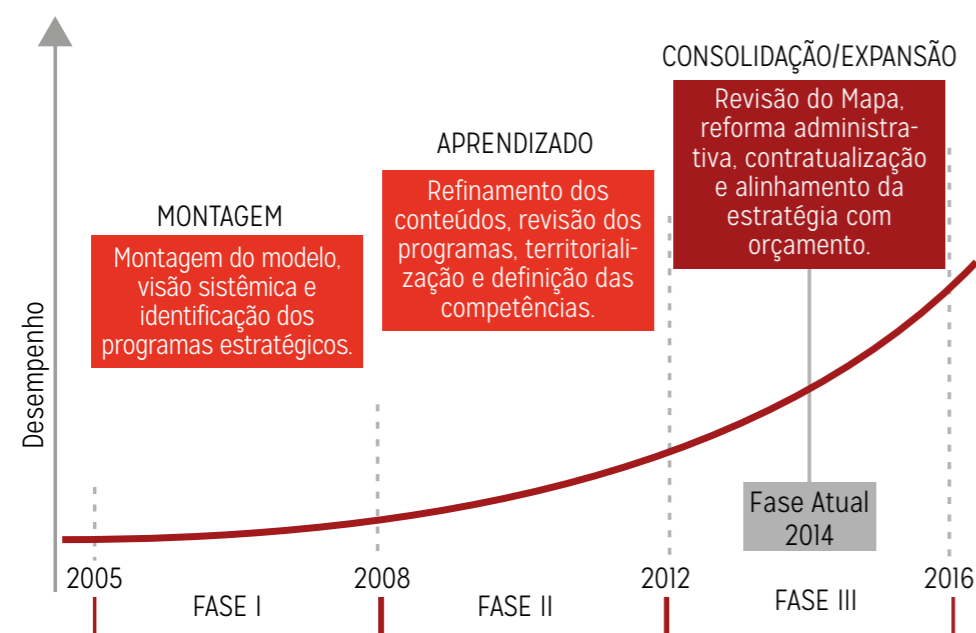 CONSOLIDAÇÃO/EXPANSÃO
Revisão do Mapa,
reforma administra-
tiva, contratualização
e alinhamento da
estratégia com
orçamento.
APRENDIZADO
Refinamento dos
conteúdos, revisão dos
programas, territoriali-
zação e definição das
competências.
MONTAGEM
Montagem do modelo,
visão sistêmica e
identificação dos
programas estratégicos.
Desempenho
Fase Atual
2014
2005
2008
2012
2016
FASE I
FASE II
FASE III